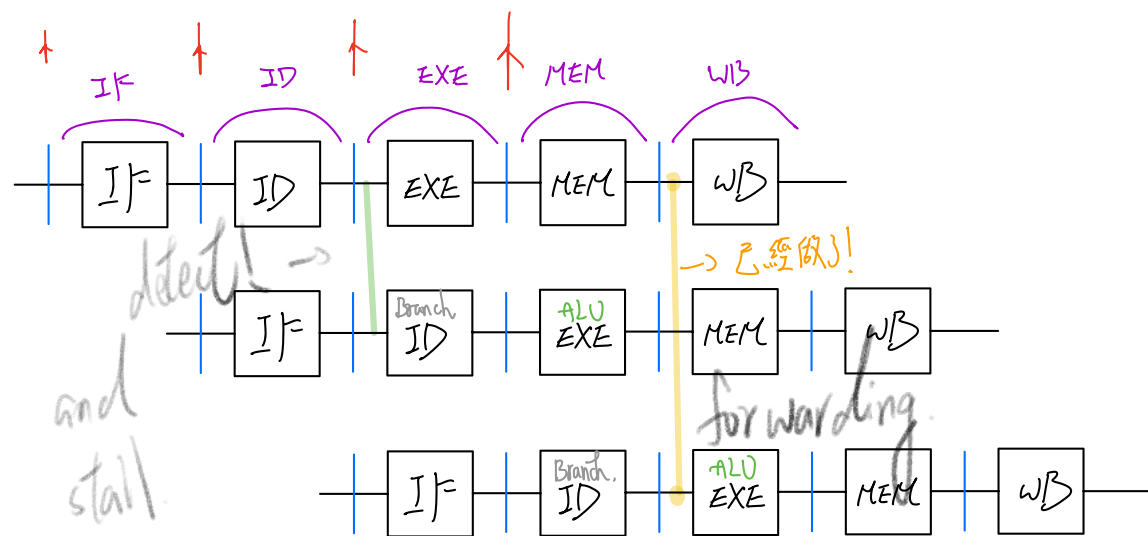 IF ID EXE MEM WB
IF ID EXE MEM WB
detect! →
→ 已經做了!
Branch ALU
IF ID EXE MEM WB
and
forwarding.
stall.
Branch. ALU
IF ID EXE MEM WB